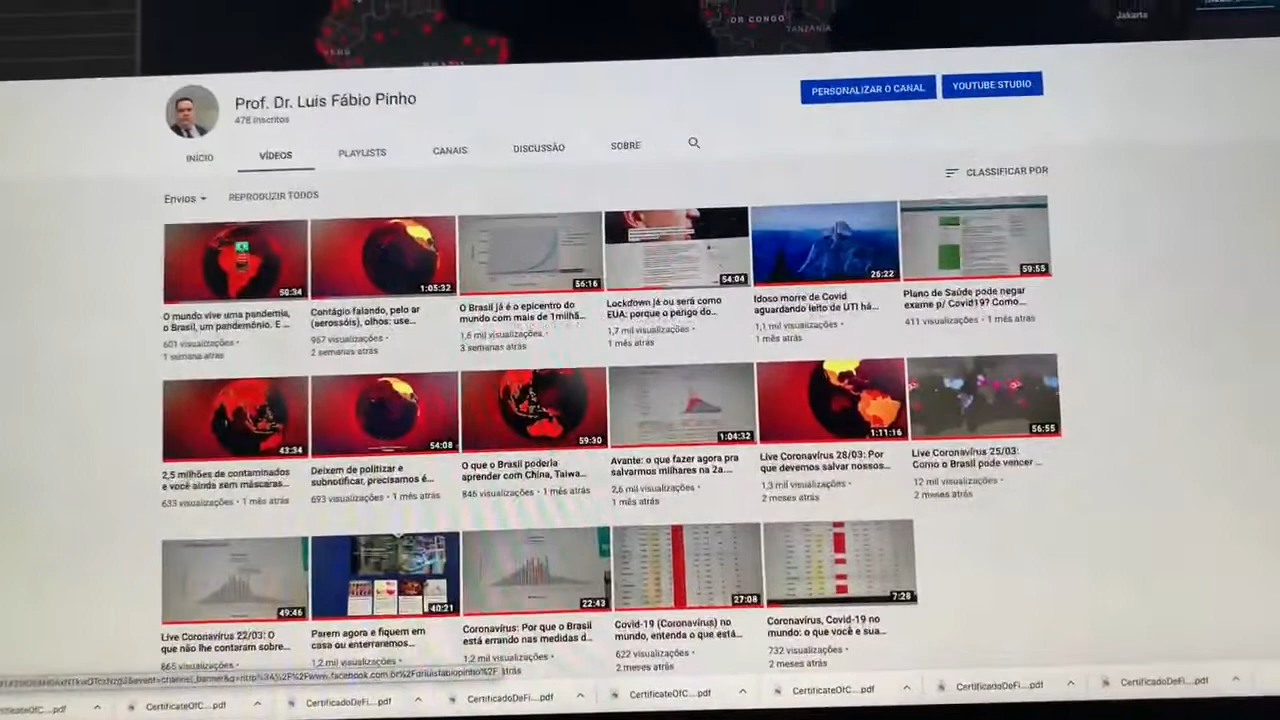 DR CONGO
TANZANIA
Jakarta
Prof. Dr. Luis Fábio Pinho
478 inscritos
PERSONALIZAR O CANAL
YOUTUBE STUDIO
INÍCIO
VÍDEOS
PLAYLISTS
CANAIS
DISCUSSÃO
SOBRE
Envios
REPRODUZIR TODOS
CLASSIFICAR POR
50:34
1:05:32
56:16
54:04
26:22
59:55
O mundo vive uma pandemia,
o Brasil, um pandemônio. E ...
601 visualizações •
1 semana atrás
Contágio falando, pelo ar
(aerossóis), olhos: use...
967 visualizações •
2 semanas atrás
O Brasil já é o epicentro do
mundo com mais de 1milhã...
1,6 mil visualizações •
3 semanas atrás
Lockdown já ou será como
EUA: porque o perigo do...
1,7 mil visualizações •
1 mês atrás
Idoso morre de Covid
aguardando leito de UTI há...
1,1 mil visualizações •
1 mês atrás
Plano de Saúde pode negar
exame p/ Covid19? Como...
411 visualizações • 1 mês atrás
43:34
54:08
59:30
1:04:32
1:11:16
56:55
2,5 milhões de contaminados
e você ainda sem máscaras...
633 visualizações • 1 mês atrás
Deixem de politizar e
subnotificar, precisamos é...
693 visualizações • 1 mês atrás
O que o Brasil poderia
aprender com China, Taiwa...
846 visualizações • 1 mês atrás
Avante: o que fazer agora pra
salvarmos milhares na 2a....
2,6 mil visualizações •
1 mês atrás
Live Coronavírus 28/03: Por
que devemos salvar nossos...
1,3 mil visualizações •
2 meses atrás
Live Coronavírus 25/03:
Como o Brasil pode vencer ...
12 mil visualizações •
2 meses atrás
49:46
40:21
22:43
27:08
7:28
Live Coronavírus 22/03: O
que não lhe contaram sobre...
865 visualizações •
Parem agora e fiquem em
casa ou enterraremos...
1,2 mil visualizações •
Coronavírus: Por que o Brasil
está errando nas medidas d...
1,2 mil visualizações •
atrás
Covid-19 (Coronavírus) no
mundo, entenda o que está...
622 visualizações •
2 meses atrás
Coronavírus, Covid-19 no
mundo: o que você e sua...
732 visualizações •
2 meses atrás
CertificateOfC....pdf
CertificadoDeFi....pdf
CertificateOfC....pdf
CertificateOfC....pdf
CertificateOfC....pdf
CertificadoDeFi....pdf
CertificadoDeFi....pdf